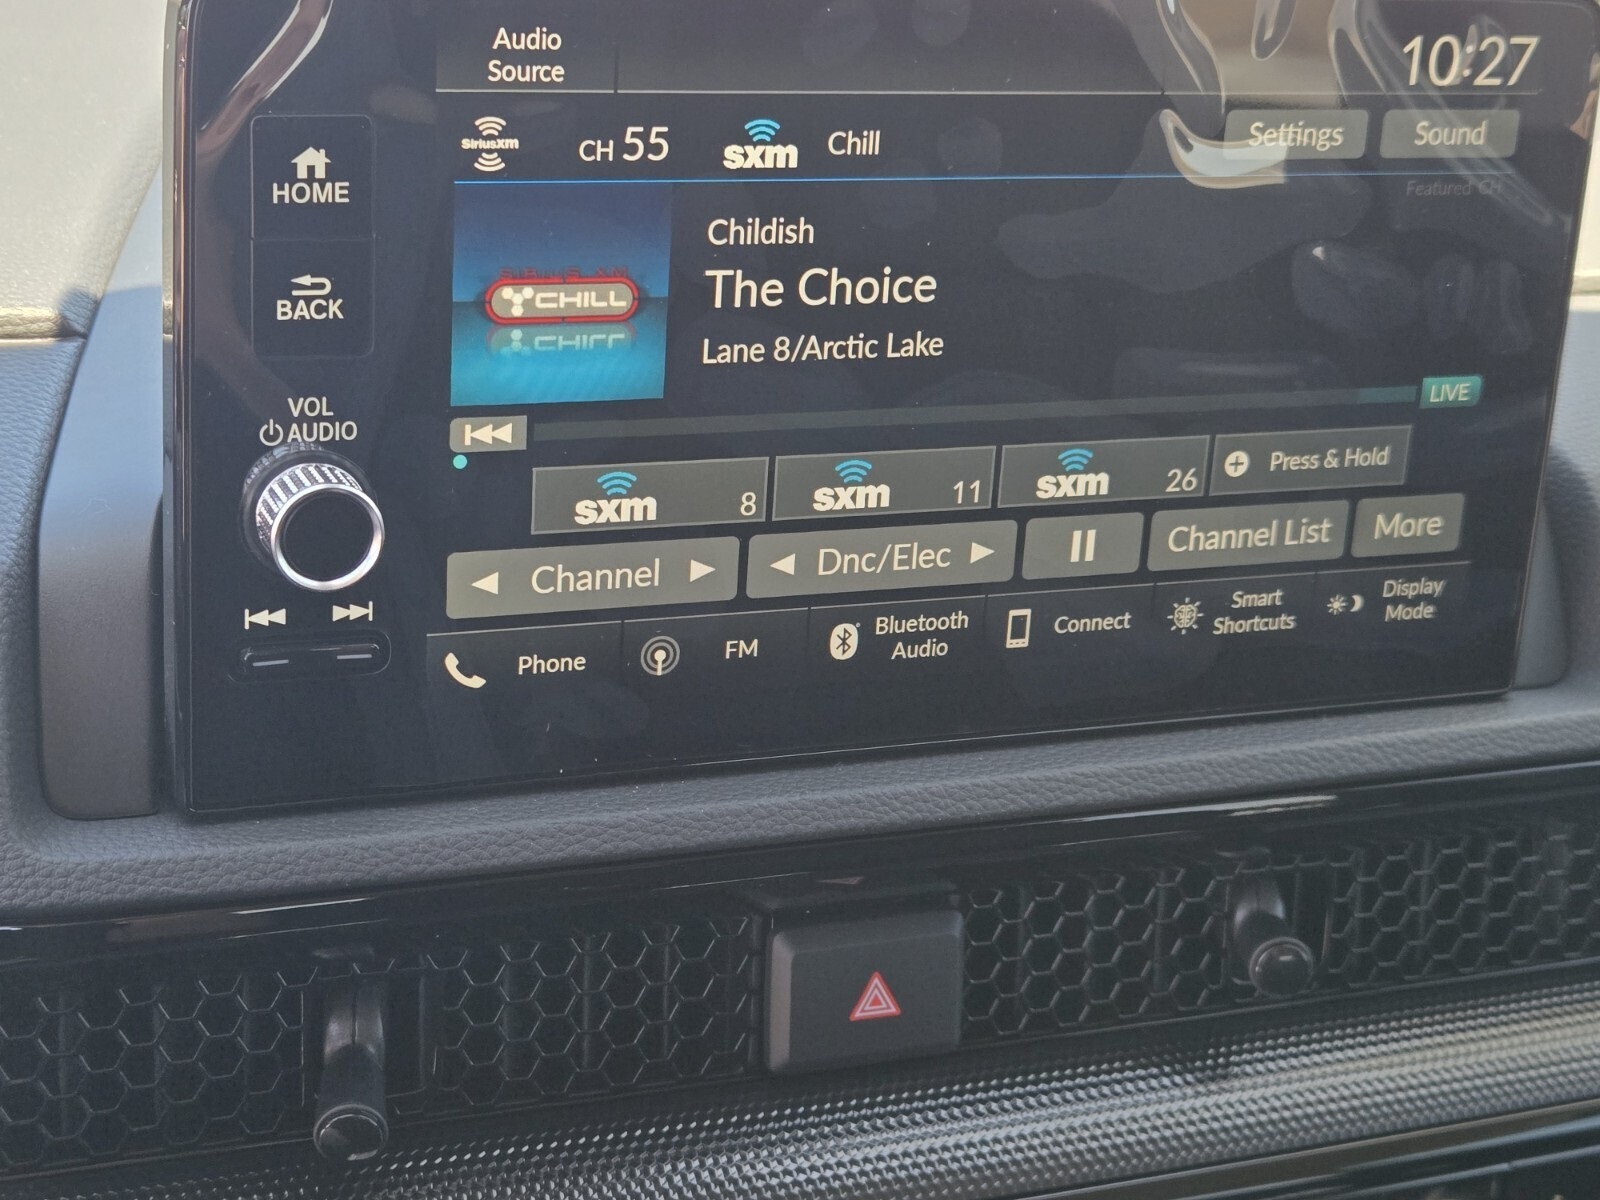 Audio
Source
10:27
SiriusXM
CH 55
sxm
Chill
Settings
Sound
Featured CH
HOME
BACK
VOL
AUDIO
SIRIUS XM
CHILL
Childish
The Choice
Lane 8/Arctic Lake
LIVE
sxm 8
sxm 11
sxm 26
Press & Hold
Channel
Dnc/Elec
Channel List
More
Phone
FM
Bluetooth
Audio
Connect
Smart
Shortcuts
Display
Mode